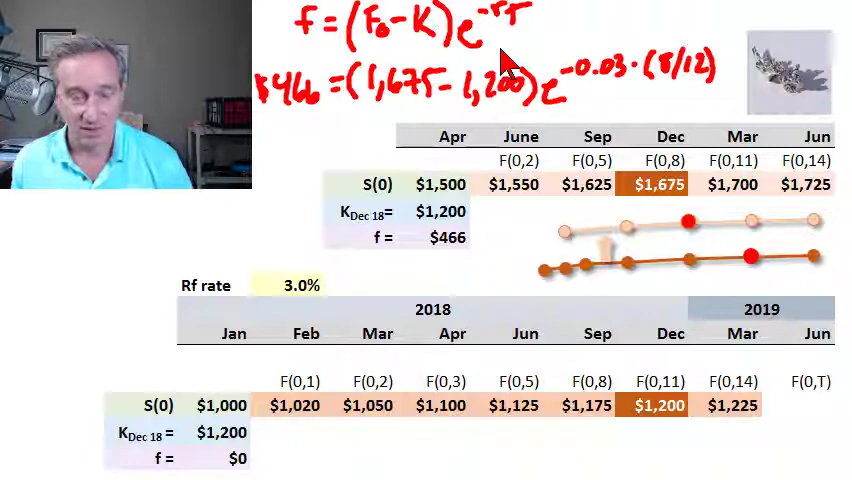 f = (F₀ - K) e^-rT
$466 = (1,675 - 1,200) e^-0.03 · (8/12)
Apr June Sep Dec Mar Jun
F(0,2) F(0,5) F(0,8) F(0,11) F(0,14)
S(0) $1,500 $1,550 $1,625 $1,675 $1,700 $1,725
K Dec 18= $1,200
f = $466
Rf rate 3.0%
2018 2019
Jan Feb Mar Apr Jun Sep Dec Mar Jun
F(0,1) F(0,2) F(0,3) F(0,5) F(0,8) F(0,11) F(0,14) F(0,T)
S(0) $1,000 $1,020 $1,050 $1,100 $1,125 $1,175 $1,200 $1,225
K Dec 18 = $1,200
f = $0